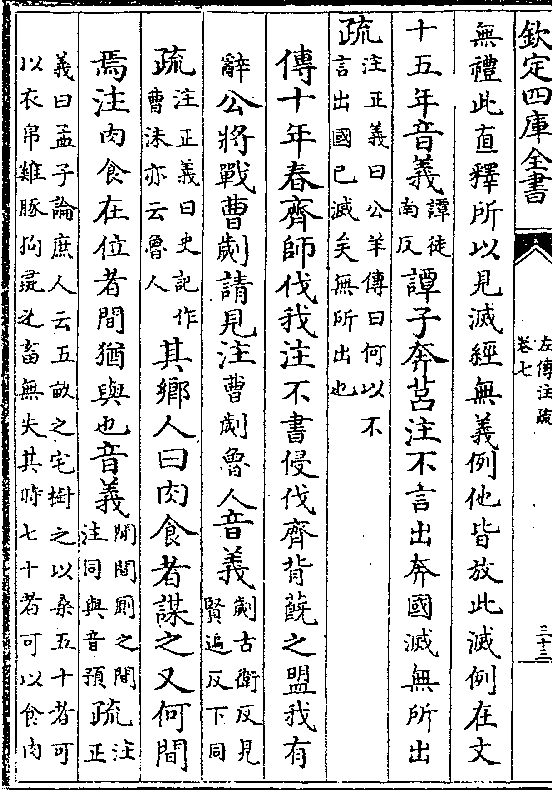 欽定四庫全書
左傳注疏
卷七
三十三
無禮此直釋所以見滅經無義例他皆放此滅例在文
十五年音義譚徒南反譚子奔莒注不言出奔國滅無所出
疏注正義曰公羊傳曰何以不言出國已滅矣無所出也
傳十年春齊師伐我注不書侵伐齊背蔇之盟我有
辭公將戰曹劌請見注曹劌魯人音義劌古衛反見賢遍反下同
疏注正義曰史記作曹沫亦云魯人其鄉人曰肉食者謀之又何間
焉注肉食在位者間猶與也音義間間厠之間注同與音預疏注正
義曰孟子論庶人云五畝之宅樹之以桑五十者可
以衣帛雞豚狗彘之畜無失其時七十者可以食肉